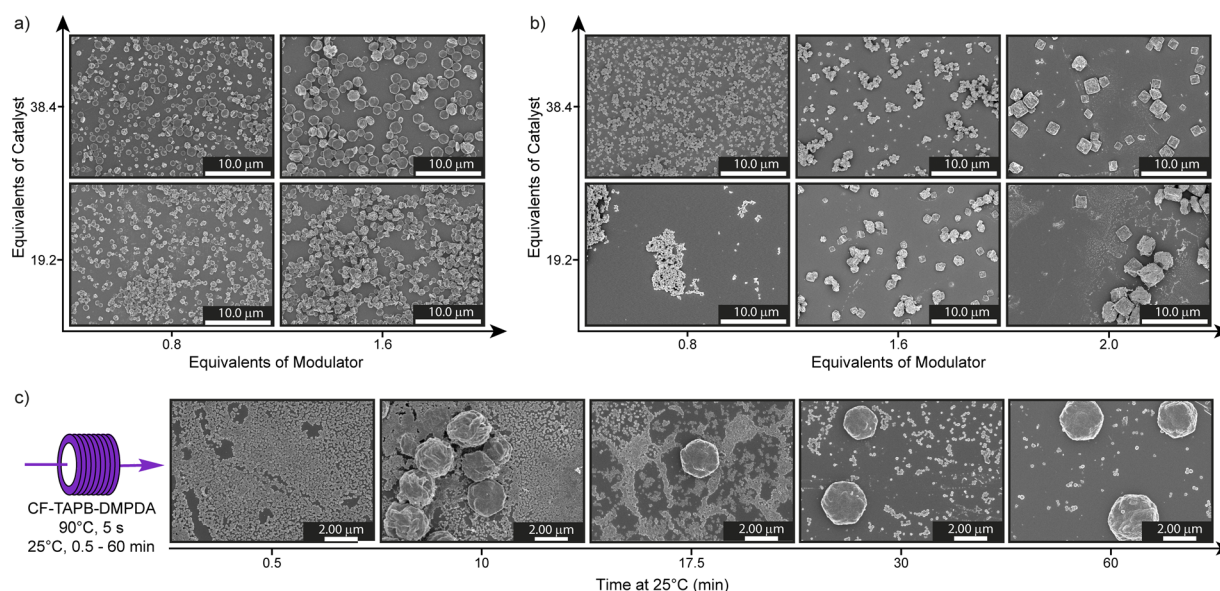 a)
Equivalents of Catalyst
38.4
19.2
10.0 µm
10.0 µm
10.0 µm
10.0 µm
0.8
1.6
Equivalents of Modulator
b)
Equivalents of Catalyst
38.4
19.2
10.0 µm
10.0 µm
10.0 µm
10.0 µm
10.0 µm
10.0 µm
0.8
1.6
2.0
Equivalents of Modulator
c)
CF-TAPB-DMPDA
90°C, 5 s
25°C, 0.5 - 60 min
2.00 µm
2.00 µm
2.00 µm
2.00 µm
2.00 µm
0.5
10
17.5
30
60
Time at 25°C (min)